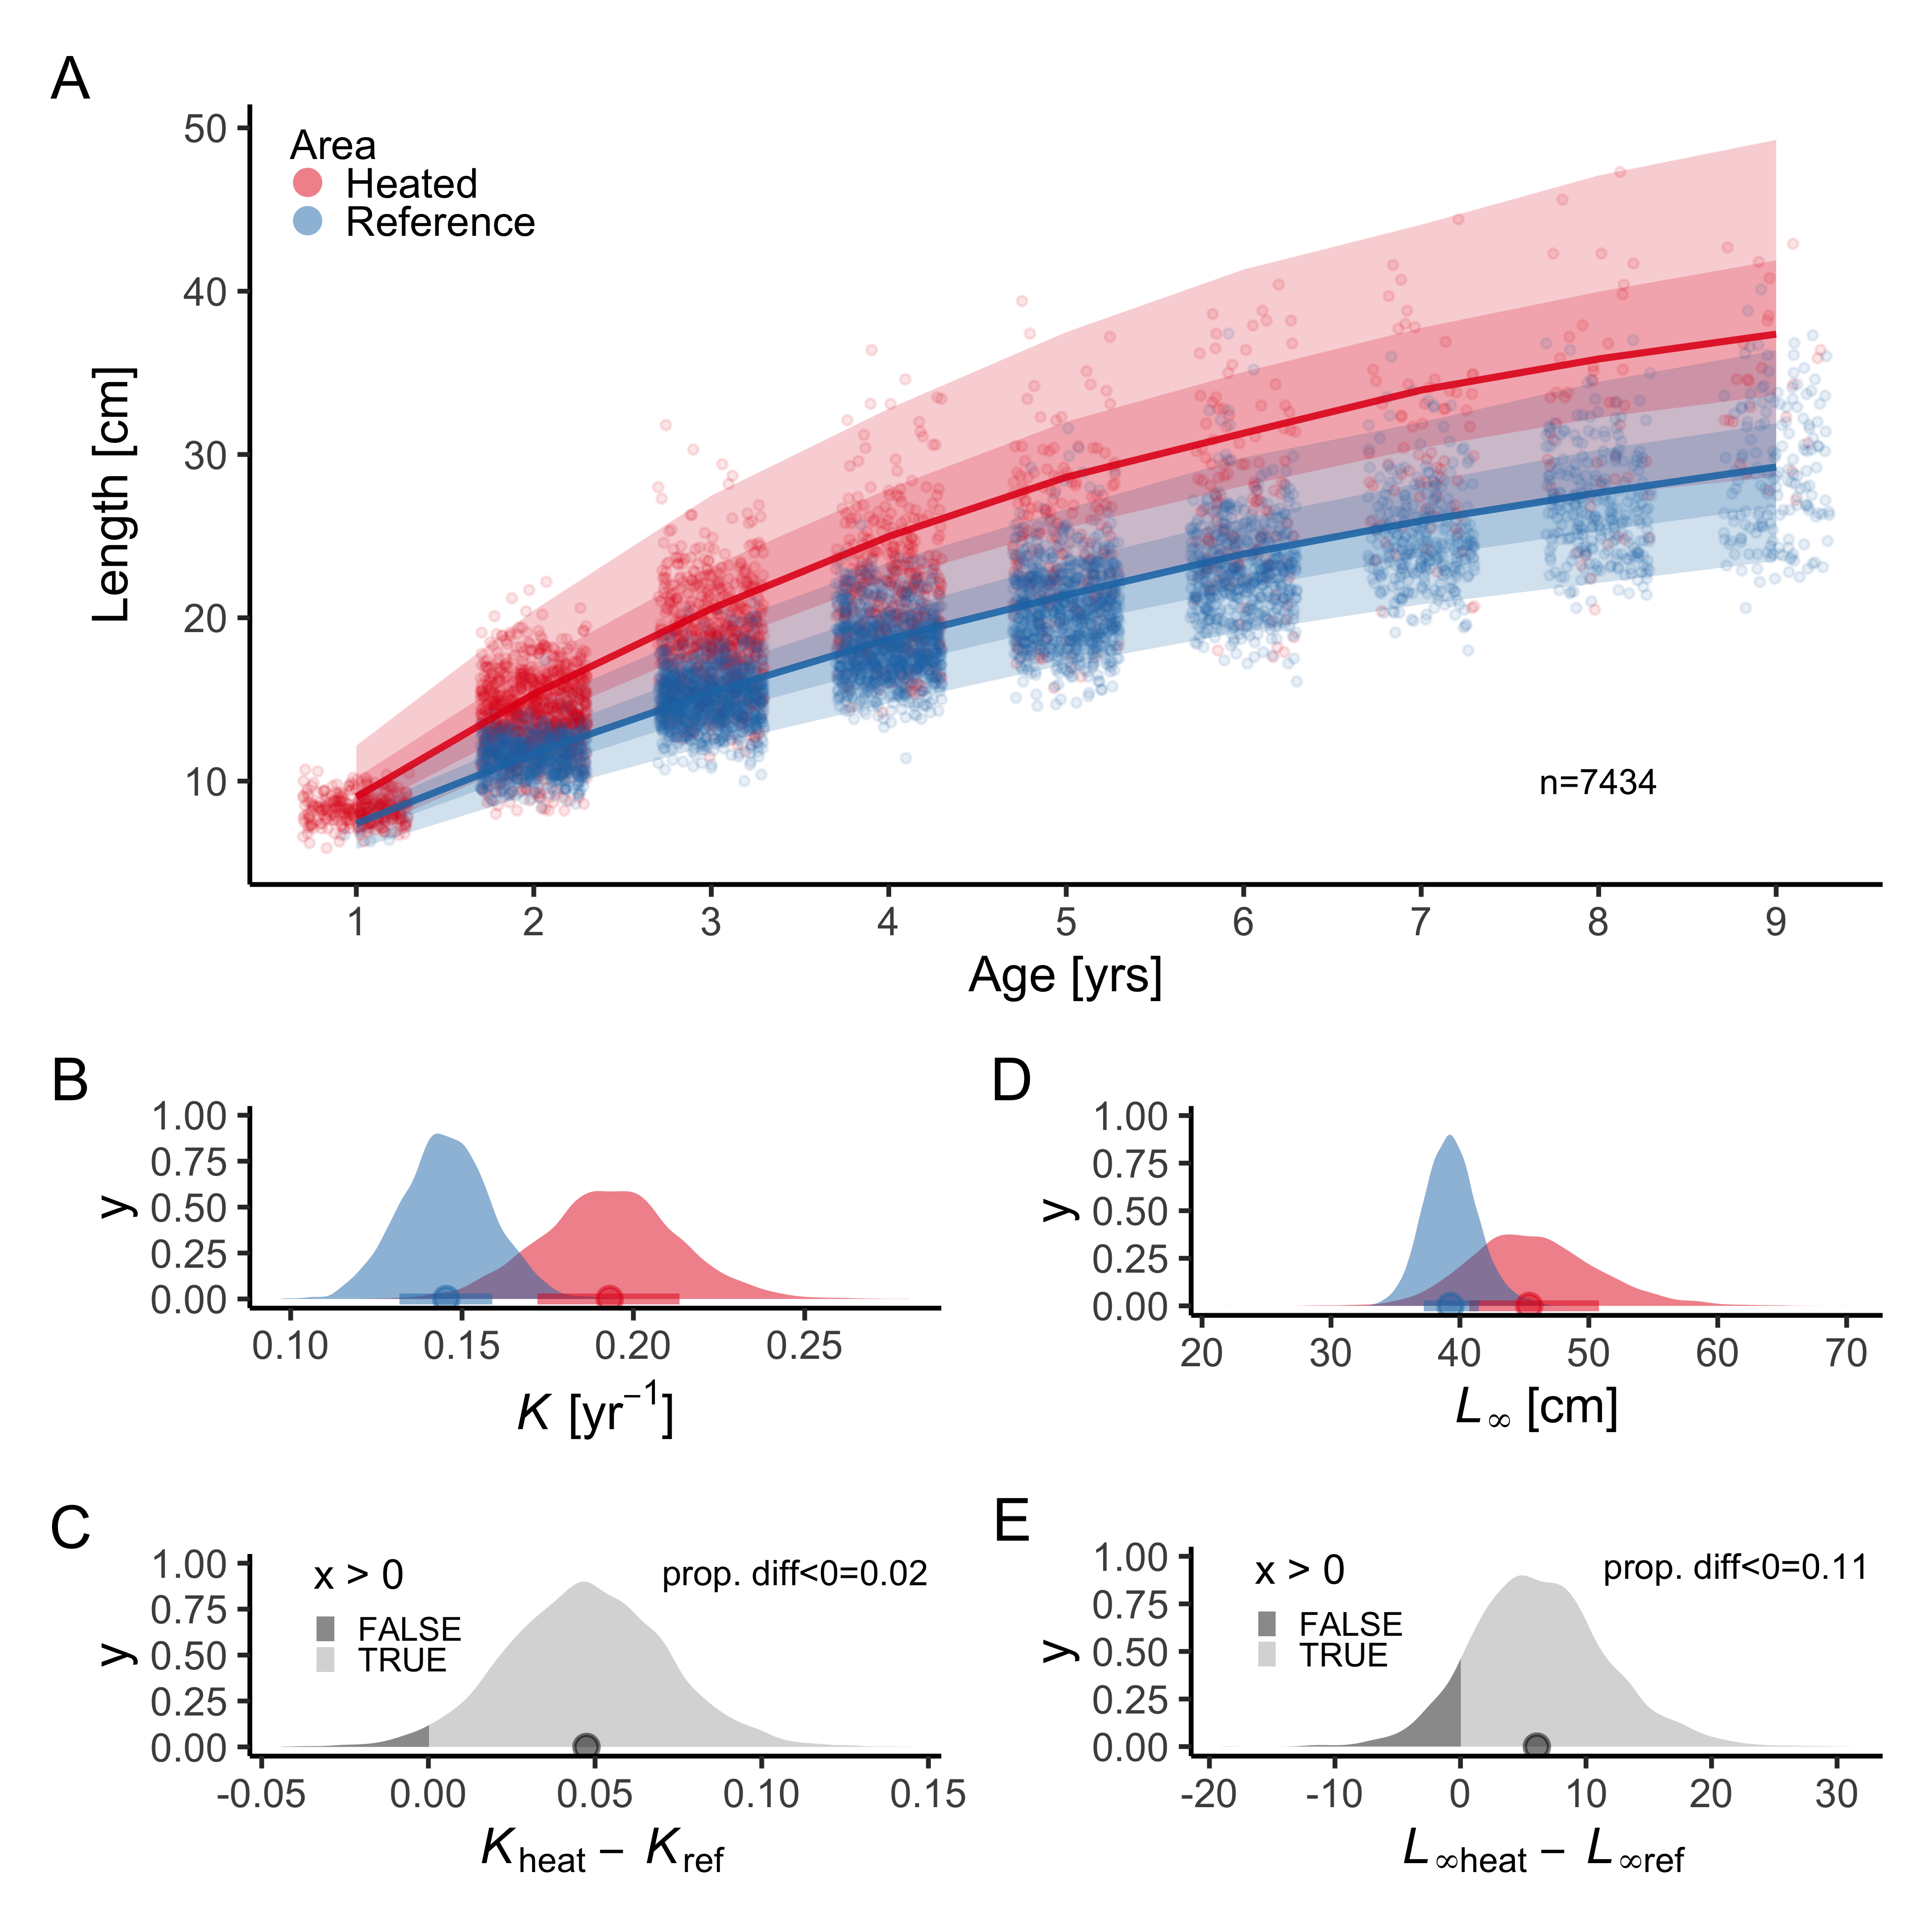 A
50
40
30
20
10
Length [cm]
Area
Heated
Reference
n=7434
1 2 3 4 5 6 7 8 9
Age [yrs]
B
1.00
0.75
0.50
0.25
0.00
y
0.10 0.15 0.20 0.25
K [yr⁻¹]
D
1.00
0.75
0.50
0.25
0.00
y
20 30 40 50 60 70
L∞ [cm]
C
1.00
0.75
0.50
0.25
0.00
y
x > 0
FALSE
TRUE
prop. diff<0=0.02
-0.05 0.00 0.05 0.10 0.15
Kheat – Kref
E
1.00
0.75
0.50
0.25
0.00
y
x > 0
FALSE
TRUE
prop. diff<0=0.11
-20 -10 0 10 20 30
L∞heat – L∞ref